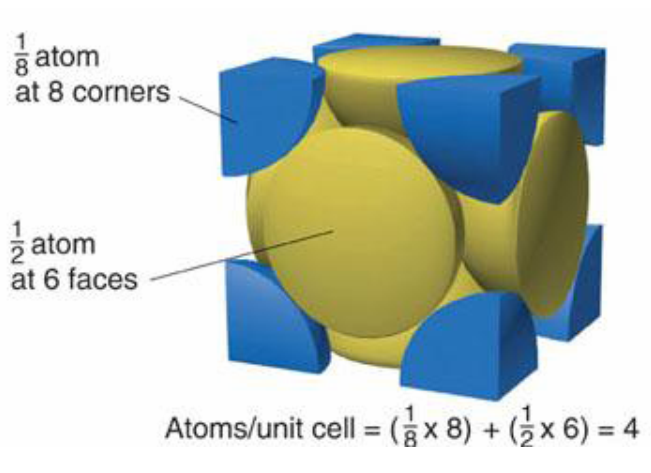 1/8 atom
at 8 corners
1/2 atom
at 6 faces
Atoms/unit cell = (1/8 x 8) + (1/2 x 6) = 4